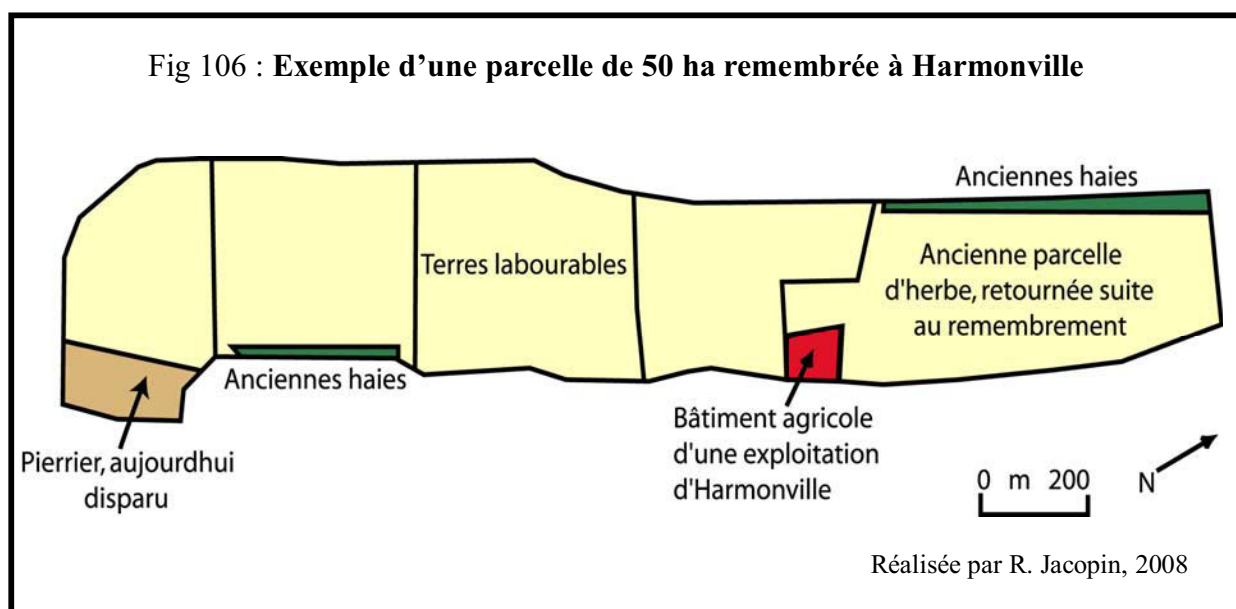 Fig 106 : Exemple d'une parcelle de 50 ha remembrée à Harmonville
Anciennes haies
Terres labourables
Ancienne parcelle
d'herbe, retournée suite
au remembrement
Anciennes haies
Pierrier, aujourdhui
disparu
Bâtiment agricole
d'une exploitation
d'Harmonville
0 m 200
N
Réalisée par R. Jacopin, 2008